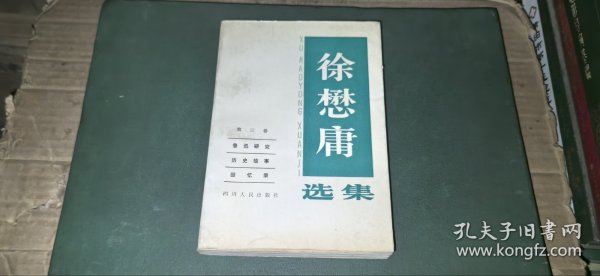 徐懋庸
选集
XU MAOYONG XUANJI
第三卷
鲁迅研究
历史故事
回忆录
四川人民出版社
孔夫子旧书网
www.kongfz.com